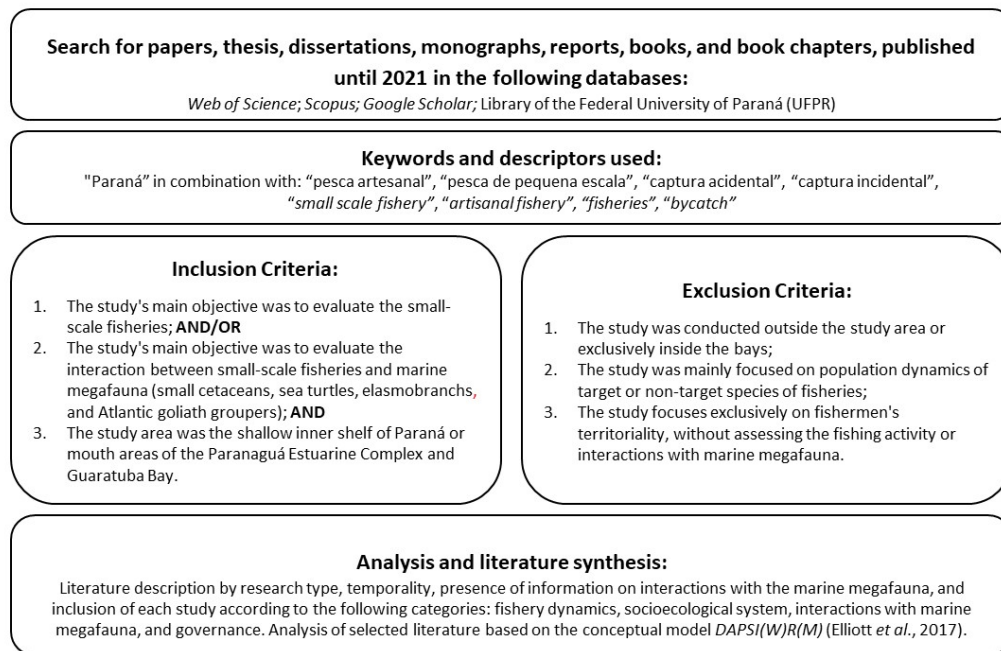 Search for papers, thesis, dissertations, monographs, reports, books, and book chapters, published
until 2021 in the following databases:
Web of Science; Scopus; Google Scholar; Library of the Federal University of Paraná (UFPR)
Keywords and descriptors used:
"Paraná” in combination with: “pesca artesanal”, “pesca de pequena escala”, “captura acidental”, “captura incidental”,
“small scale fishery”, “artisanal fishery”, “fisheries”, “bycatch”
Inclusion Criteria:
1. The study's main objective was to evaluate the small-
scale fisheries; AND/OR
2. The study's main objective was to evaluate the
interaction between small-scale fisheries and marine
megafauna (small cetaceans, sea turtles, elasmobranchs,
and Atlantic goliath groupers); AND
3. The study area was the shallow inner shelf of Paraná or
mouth areas of the Paranaguá Estuarine Complex and
Guaratuba Bay.
Exclusion Criteria:
1. The study was conducted outside the study area or
exclusively inside the bays;
2. The study was mainly focused on population dynamics of
target or non-target species of fisheries;
3. The study focuses exclusively on fishermen's
territoriality, without assessing the fishing activity or
interactions with marine megafauna.
Analysis and literature synthesis:
Literature description by research type, temporality, presence of information on interactions with the marine megafauna, and
inclusion of each study according to the following categories: fishery dynamics, socioecological system, interactions with marine
megafauna, and governance. Analysis of selected literature based on the conceptual model DAPSI(W)R(M) (Elliott et al., 2017).